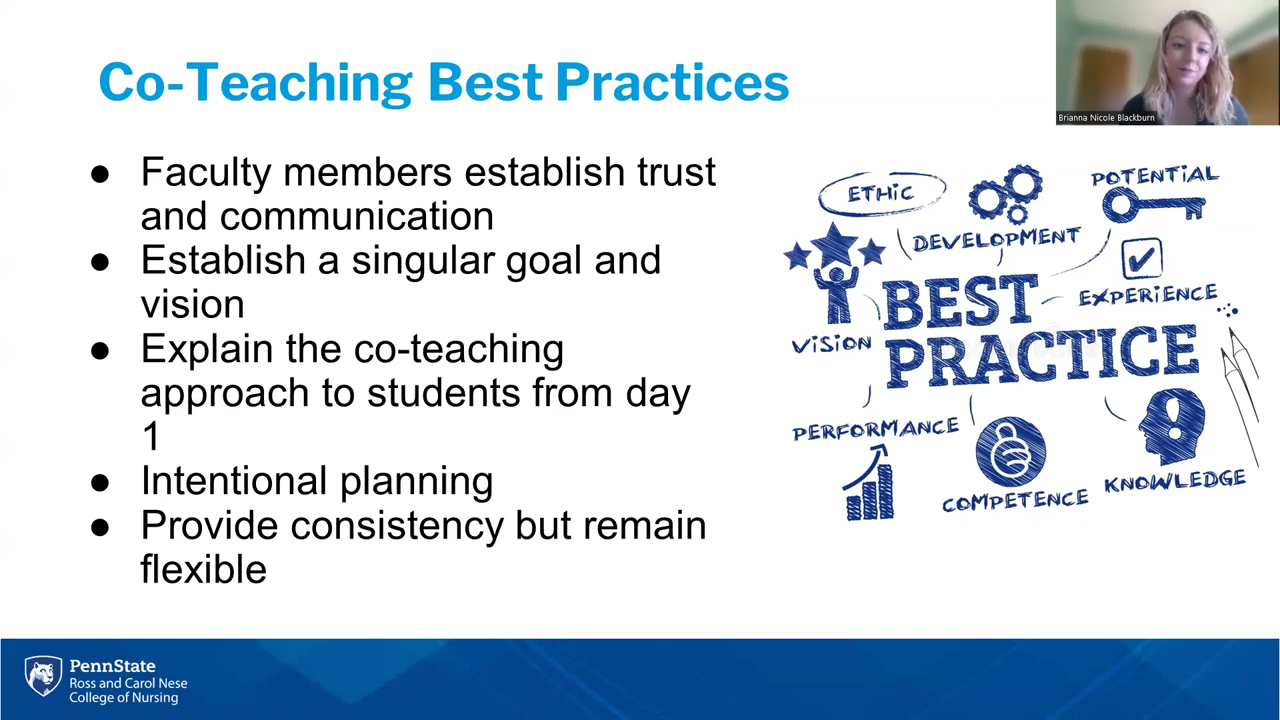 Co-Teaching Best Practices
Brianna Nicole Blackburn
● Faculty members establish trust
and communication
● Establish a singular goal and
vision
● Explain the co-teaching
approach to students from day
1
● Intentional planning
● Provide consistency but remain
flexible
ETHIC
DEVELOPMENT
POTENTIAL
EXPERIENCE
VISION
BEST
PRACTICE
PERFORMANCE
COMPETENCE
KNOWLEDGE
PennState
Ross and Carol Nese
College of Nursing